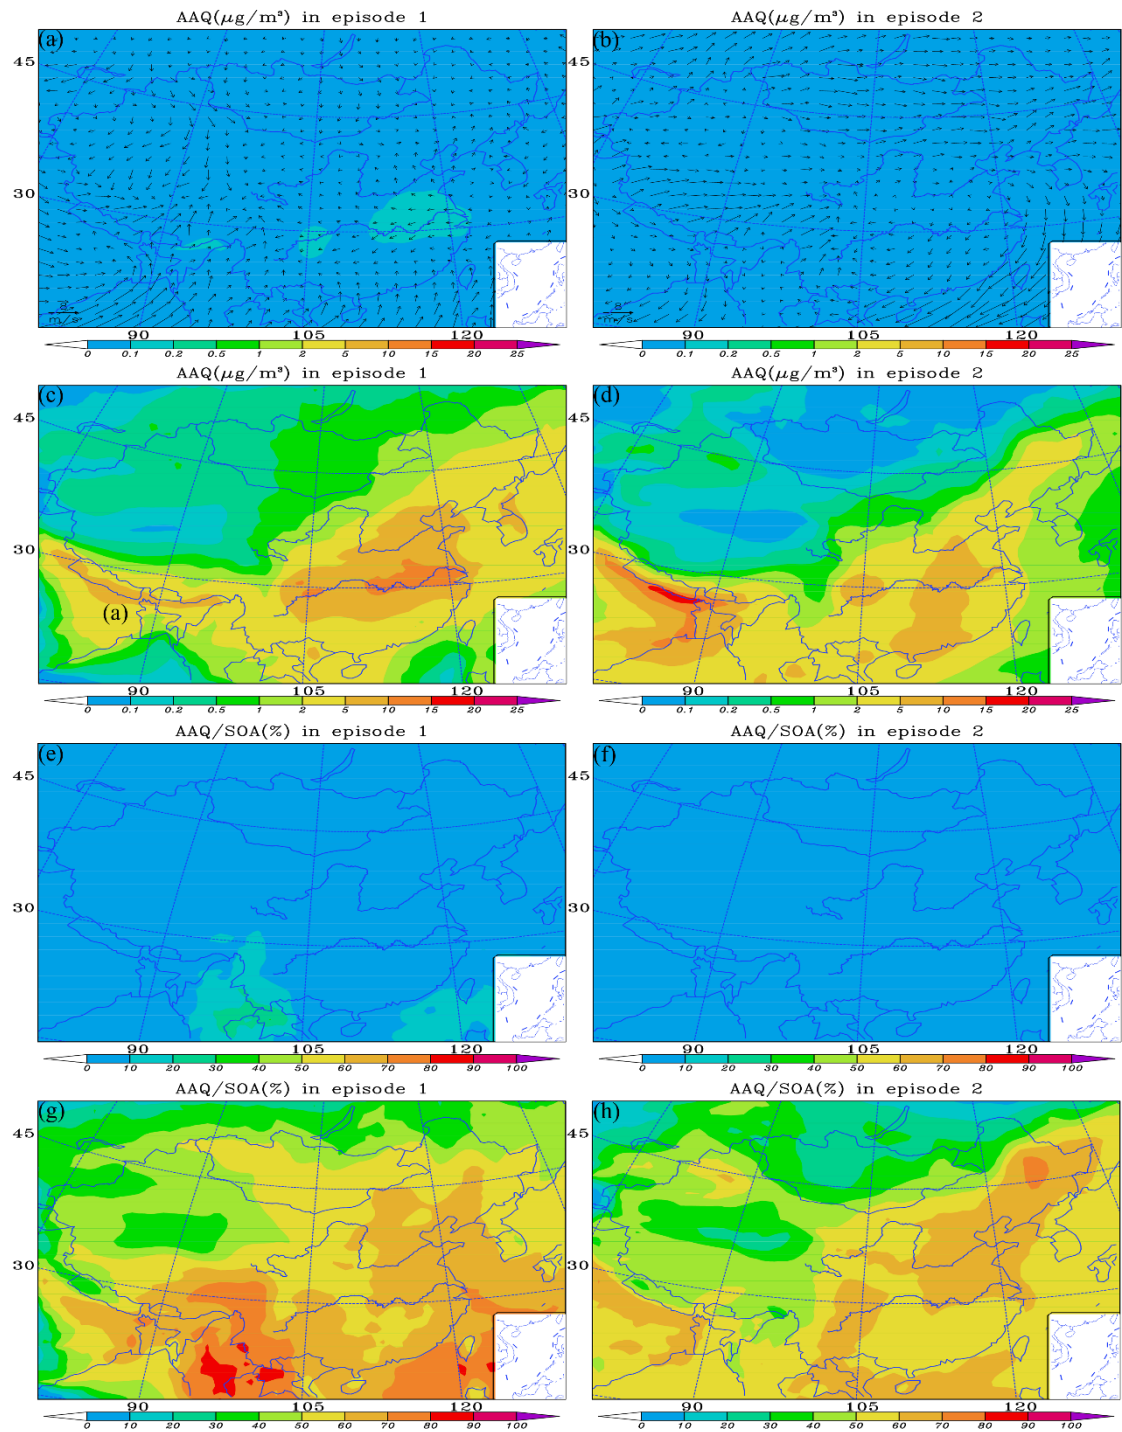 AAQ(μg/m³) in episode 1
AAQ(μg/m³) in episode 2
(a)
(b)
45
45
30
30
8
m/s
8
m/s
90 105 120
90 105 120
0 0.1 0.2 0.5 1 2 5 10 15 20 25
0 0.1 0.2 0.5 1 2 5 10 15 20 25
AAQ(μg/m³) in episode 1
AAQ(μg/m³) in episode 2
(c)
(d)
45
45
30
30
(a)
90 105 120
90 105 120
0 0.1 0.2 0.5 1 2 5 10 15 20 25
0 0.1 0.2 0.5 1 2 5 10 15 20 25
AAQ/SOA(%) in episode 1
AAQ/SOA(%) in episode 2
(e)
(f)
45
45
30
30
90 105 120
90 105 120
0 10 20 30 40 50 60 70 80 90 100
0 10 20 30 40 50 60 70 80 90 100
AAQ/SOA(%) in episode 1
AAQ/SOA(%) in episode 2
(g)
(h)
45
45
30
30
90 105 120
90 105 120
0 10 20 30 40 50 60 70 80 90 100
0 10 20 30 40 50 60 70 80 90 100